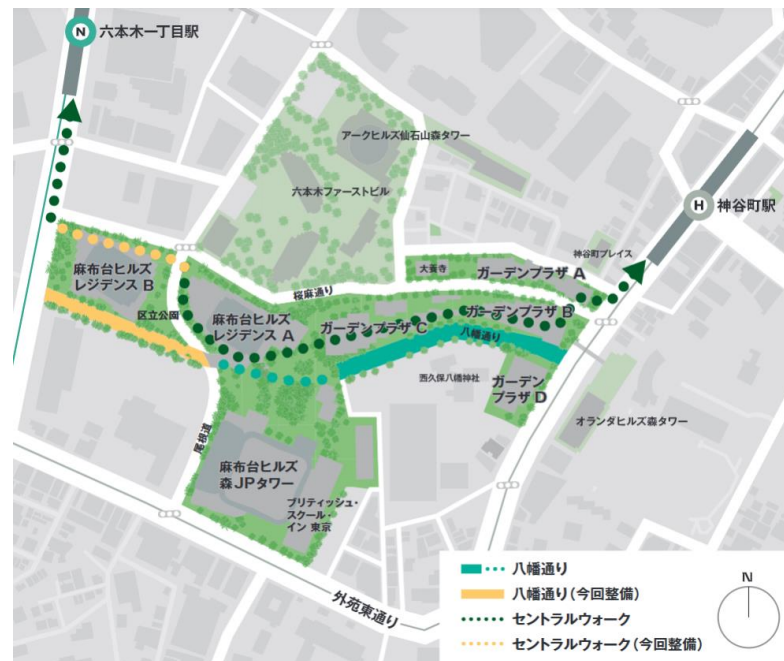 N 六本木一丁目駅
アークヒルズ仙石山森タワー
六本木ファーストビル
H 神谷町駅
神谷町プレイス
大養寺
ガーデンプラザ A
麻布台ヒルズ
レジデンス B
桜麻通り
区立公園
麻布台ヒルズ
レジデンス A
ガーデンプラザ C
ガーデンプラザ B
八幡通り
西久保八幡神社
ガーデン
プラザ D
オランダヒルズ森タワー
尾根道
麻布台ヒルズ
森JPタワー
ブリティッシュ・
スクール・
イン 東京
外苑東通り
八幡通り
八幡通り(今回整備)
セントラルウォーク
セントラルウォーク(今回整備)
N